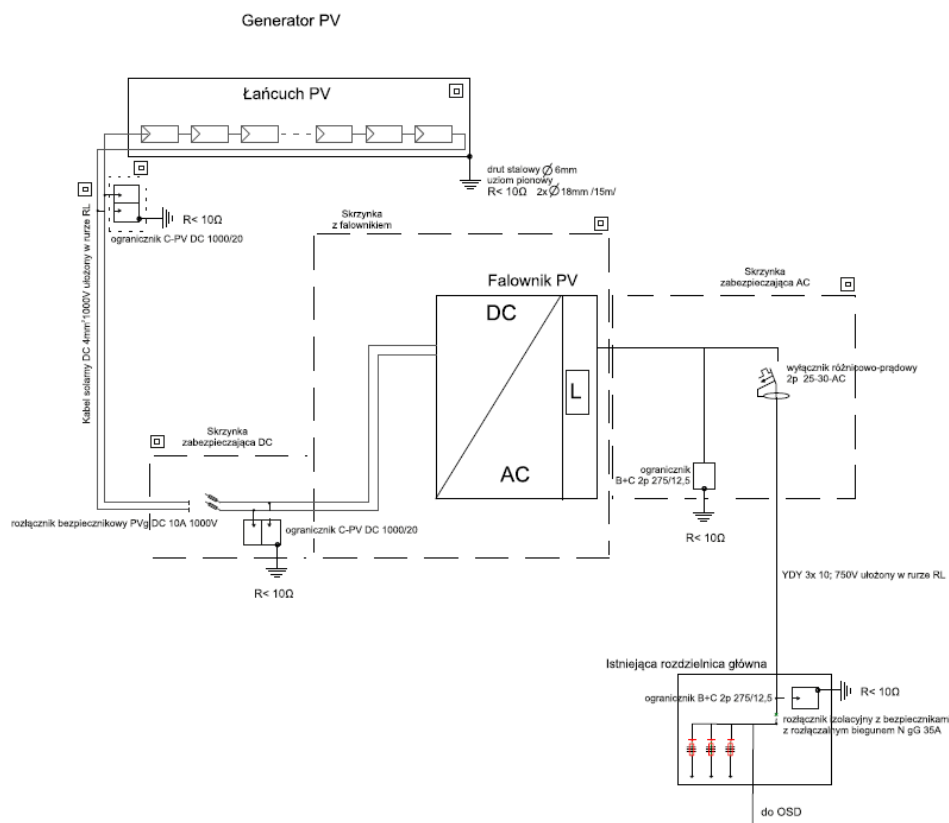 Generator PV
Łańcuch PV
drut stalowy Ø 6mm
uziom pionowy
R< 10Ω 2x Ø 18mm /15m/
R< 10Ω
ogranicznik C-PV DC 1000/20
Kabel solarny DC 4mm² 1000V ułożony w rurze RL
Skrzynka
z falownikiem
Falownik PV
DC
L
AC
Skrzynka
zabezpieczająca AC
wyłącznik różnicowo-prądowy
2p 25-30-AC
ogranicznik
B+C 2p 275/12,5
R< 10Ω
Skrzynka
zabezpieczająca DC
rozłącznik bezpiecznikowy PVg DC 10A 1000V
ogranicznik C-PV DC 1000/20
R< 10Ω
YDY 3x 10; 750V ułożony w rurze RL
Istniejąca rozdzielnica główna
ogranicznik B+C 2p 275/12,5
R< 10Ω
rozłącznik izolacyjny z bezpiecznikam
z rozłączalnym biegunem N gG 35A
do OSD